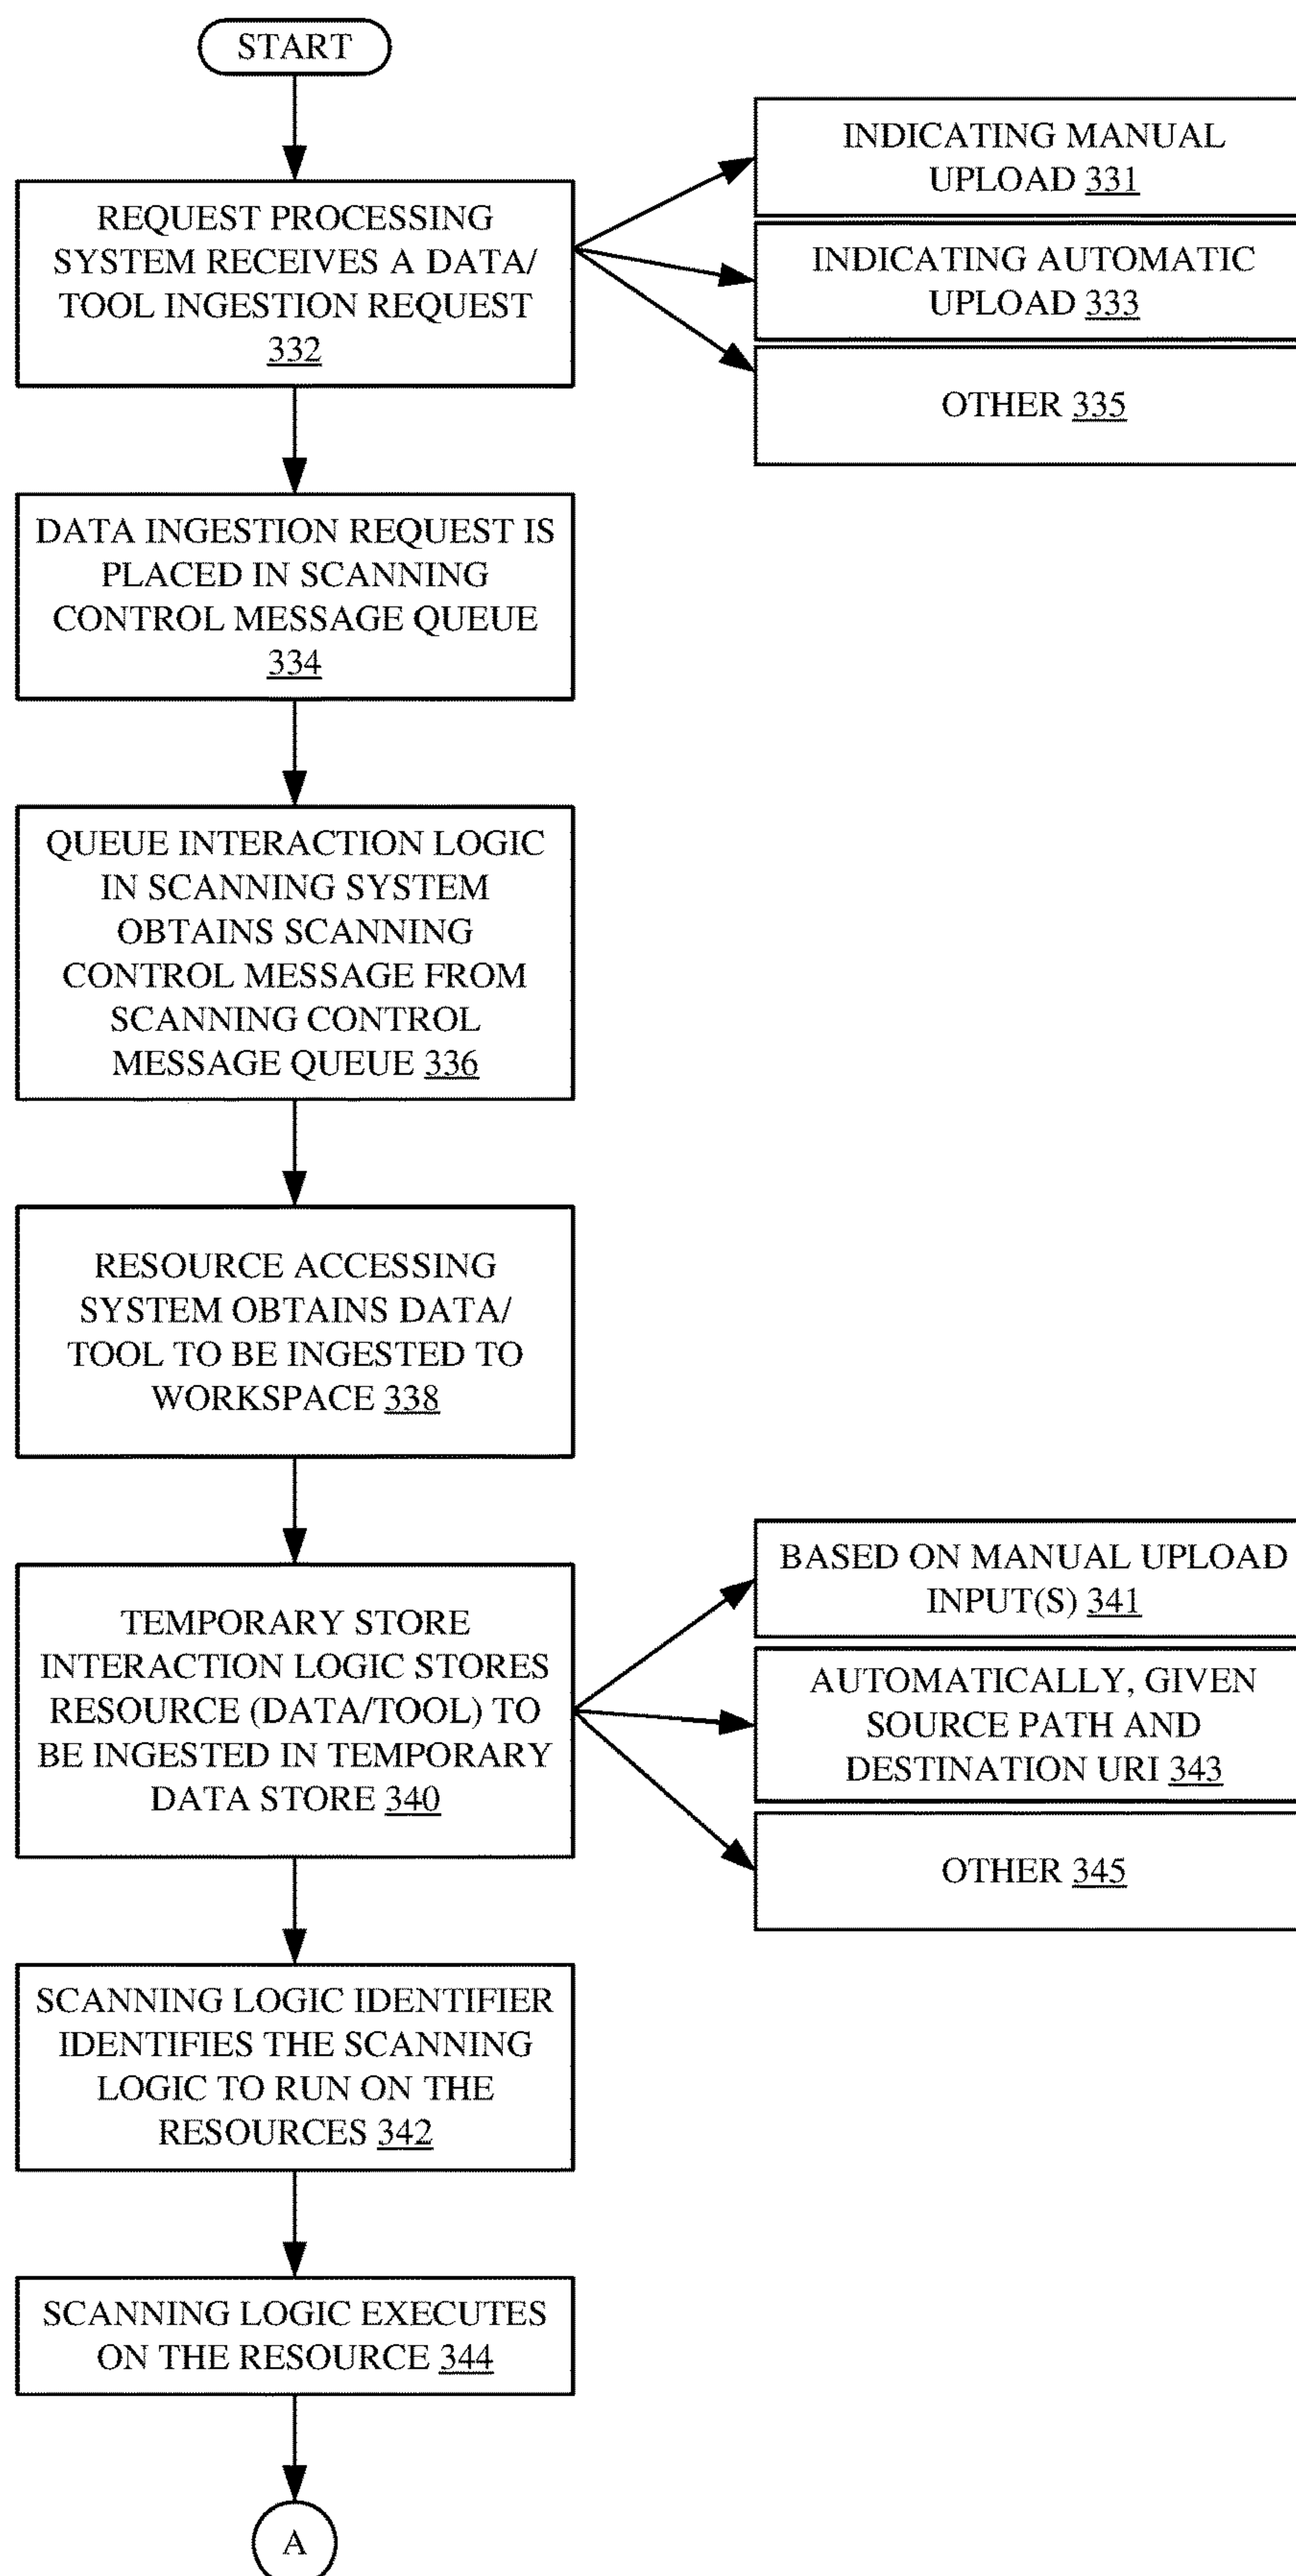 START
REQUEST PROCESSING
SYSTEM RECEIVES A DATA/
TOOL INGESTION REQUEST
332
INDICATING MANUAL
UPLOAD 331
INDICATING AUTOMATIC
UPLOAD 333
OTHER 335
DATA INGESTION REQUEST IS
PLACED IN SCANNING
CONTROL MESSAGE QUEUE
334
QUEUE INTERACTION LOGIC
IN SCANNING SYSTEM
OBTAINS SCANNING
CONTROL MESSAGE FROM
SCANNING CONTROL
MESSAGE QUEUE 336
RESOURCE ACCESSING
SYSTEM OBTAINS DATA/
TOOL TO BE INGESTED TO
WORKSPACE 338
TEMPORARY STORE
INTERACTION LOGIC STORES
RESOURCE (DATA/TOOL) TO
BE INGESTED IN TEMPORARY
DATA STORE 340
BASED ON MANUAL UPLOAD
INPUT(S) 341
AUTOMATICALLY, GIVEN
SOURCE PATH AND
DESTINATION URI 343
OTHER 345
SCANNING LOGIC IDENTIFIER
IDENTIFIES THE SCANNING
LOGIC TO RUN ON THE
RESOURCES 342
SCANNING LOGIC EXECUTES
ON THE RESOURCE 344
A